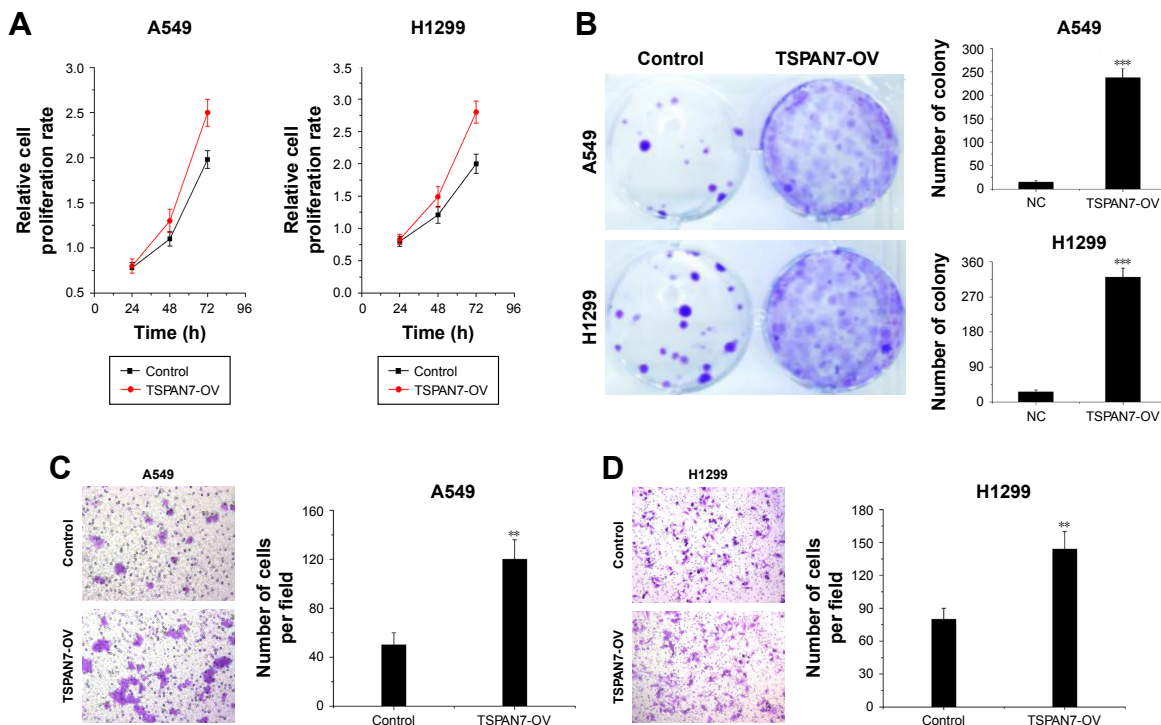 A
A549
Relative cell
proliferation rate
3.0
2.5
2.0
1.5
1.0
0.5
0
24
48
72
96
Time (h)
Control
TSPAN7-OV
H1299
Relative cell
proliferation rate
3.5
3.0
2.5
2.0
1.5
1.0
0.5
0.0
0
24
48
72
96
Time (h)
Control
TSPAN7-OV
B
Control
TSPAN7-OV
A549
H1299
A549
Number of colony
300
250
200
150
100
50
0
***
NC
TSPAN7-OV
H1299
Number of colony
360
270
180
90
0
***
NC
TSPAN7-OV
C
A549
Control
TSPAN7-OV
A549
Number of cells
per field
160
120
80
40
0
**
Control
TSPAN7-OV
D
H1299
Control
TSPAN7-OV
H1299
Number of cells
per field
180
150
120
90
60
30
0
**
Control
TSPAN7-OV